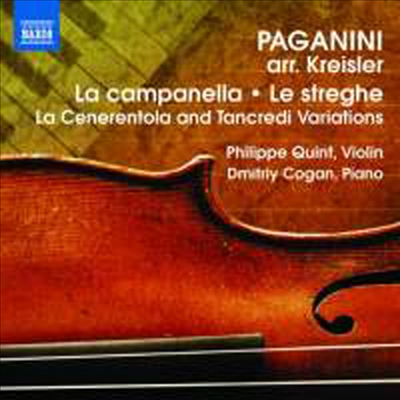 NAXOS
PAGANINI
arr. Kreisler
La campanella • Le streghe
La Cenerentola and Tancredi Variations
Philippe Quint, Violin
Dmitriy Cogan, Piano